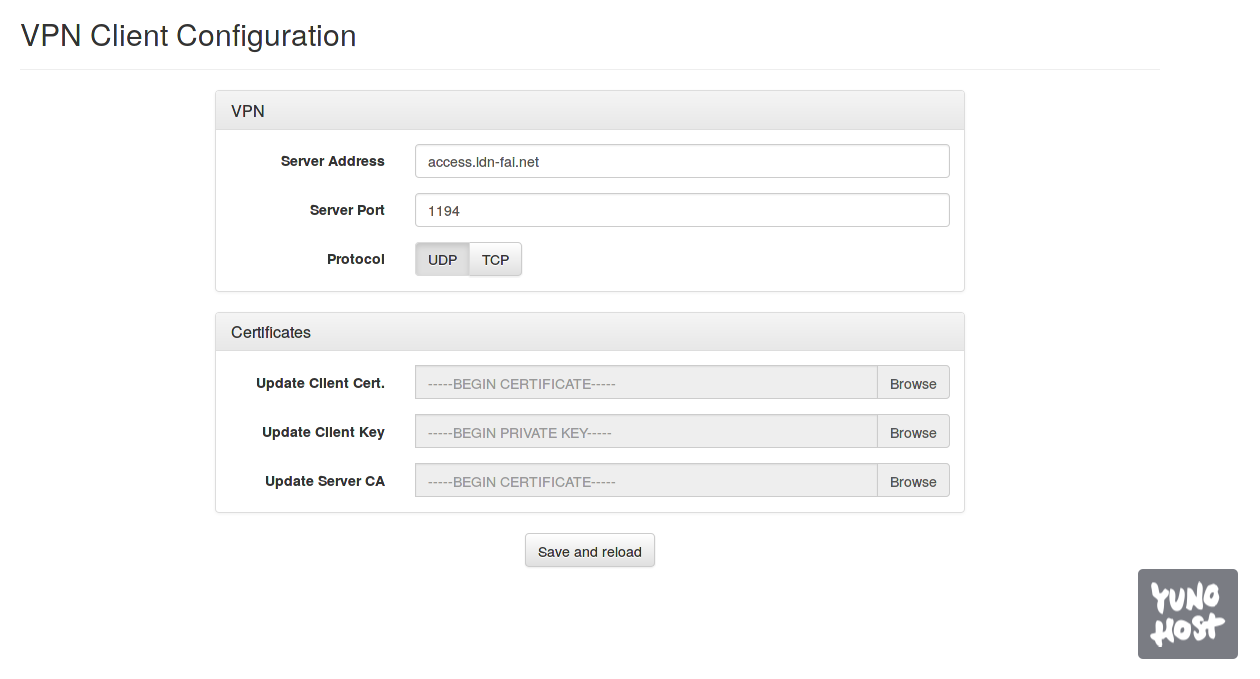 VPN Client Configuration
VPN
Server Address access.ldn-fai.net
Server Port 1194
Protocol UDP TCP
Certificates
Update Client Cert. -----BEGIN CERTIFICATE----- Browse
Update Client Key -----BEGIN PRIVATE KEY----- Browse
Update Server CA -----BEGIN CERTIFICATE----- Browse
Save and reload
YUNO
HOST